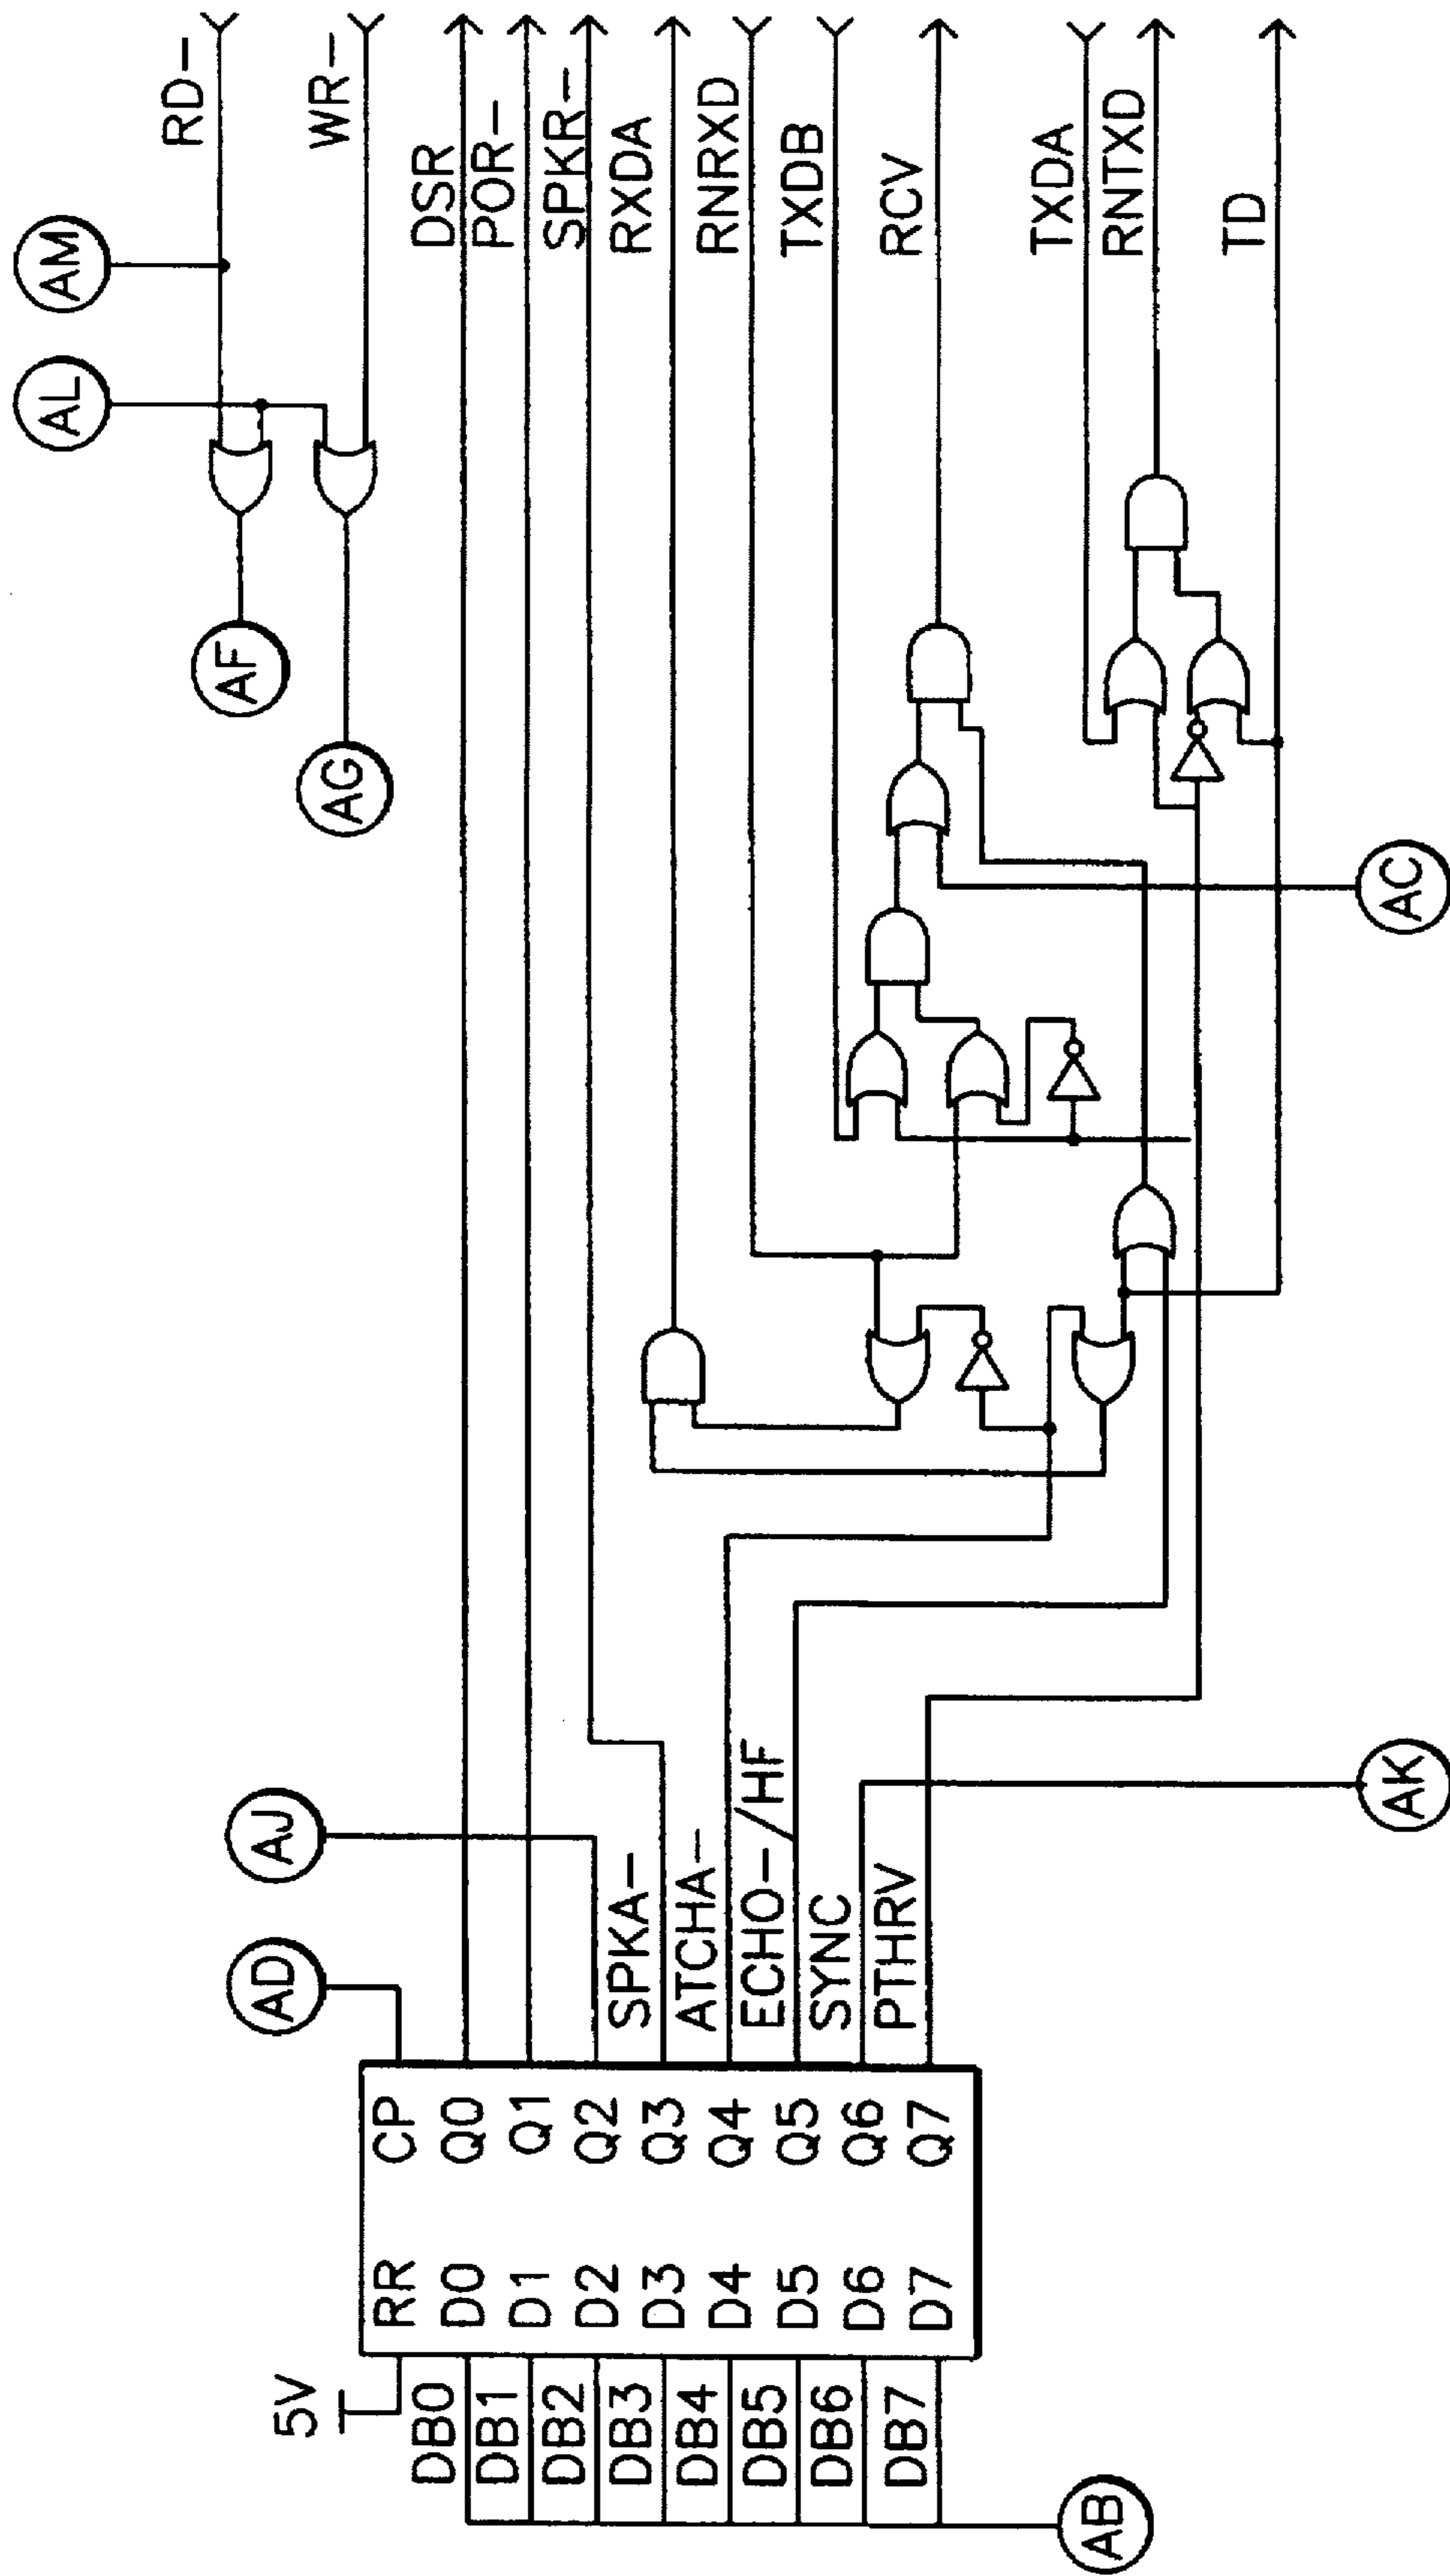 5V
RR
CP
AD
AJ
DB0
D0
Q0
DSR
DB1
D1
Q1
POR-
DB2
D2
Q2
SPKR-
DB3
D3
Q3
SPKA-
RXDA
DB4
D4
Q4
ATCHA-
RNRXD
DB5
D5
Q5
ECHO-/HF
TXDB
DB6
D6
Q6
SYNC
RCV
DB7
D7
Q7
PTHRV
AB
AK
AC
TXDA
RNTXD
TD
AF
AG
AL
AM
RD-
WR-